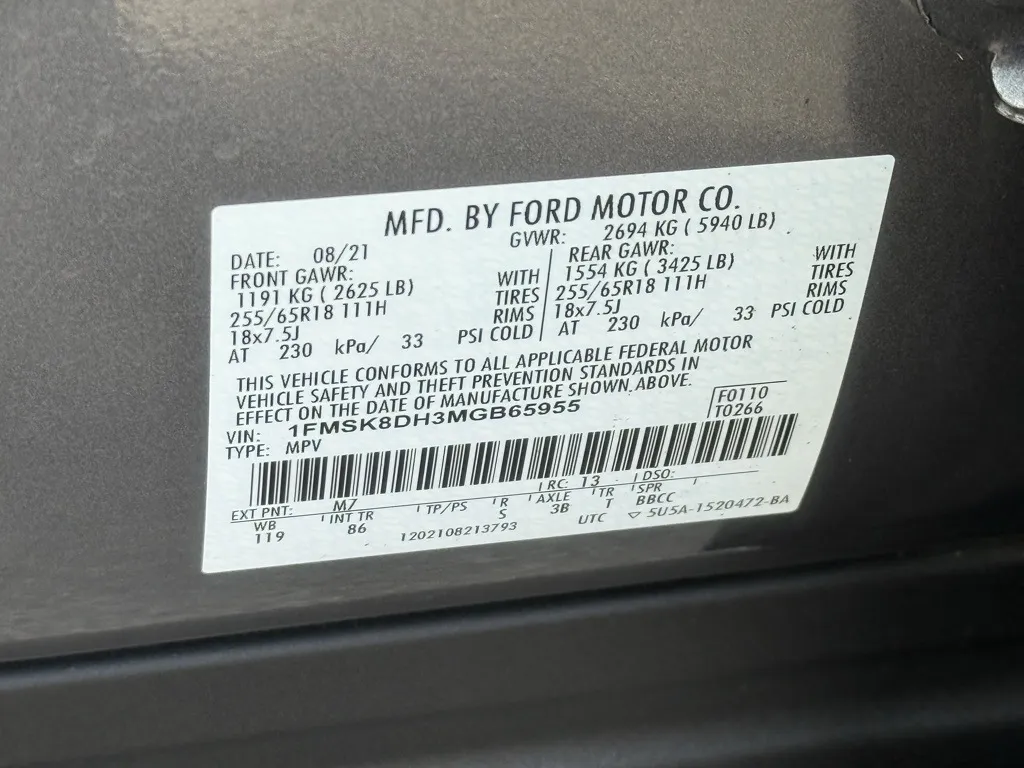 MFD. BY FORD MOTOR CO.
DATE: 08/21 GVWR: 2694 KG ( 5940 LB)
FRONT GAWR: WITH REAR GAWR: WITH
1191 KG ( 2625 LB) TIRES 1554 KG ( 3425 LB) TIRES
255/65R18 111H RIMS 255/65R18 111H RIMS
18x7.5J PSI COLD 18x7.5J PSI COLD
AT 230 kPa/ 33 AT 230 kPa/ 33
THIS VEHICLE CONFORMS TO ALL APPLICABLE FEDERAL MOTOR
VEHICLE SAFETY AND THEFT PREVENTION STANDARDS IN
EFFECT ON THE DATE OF MANUFACTURE SHOWN ABOVE.
VIN: 1FMSK8DH3MGB65955 F0110
TYPE: MPV T0266
EXT PNT: M7 RC: 13 DSO:
WB INT TR TP/PS R AXLE TR SPR
119 86 S 3B T BBCC
1202108213793 UTC ▽ 5U5A-1520472-BA